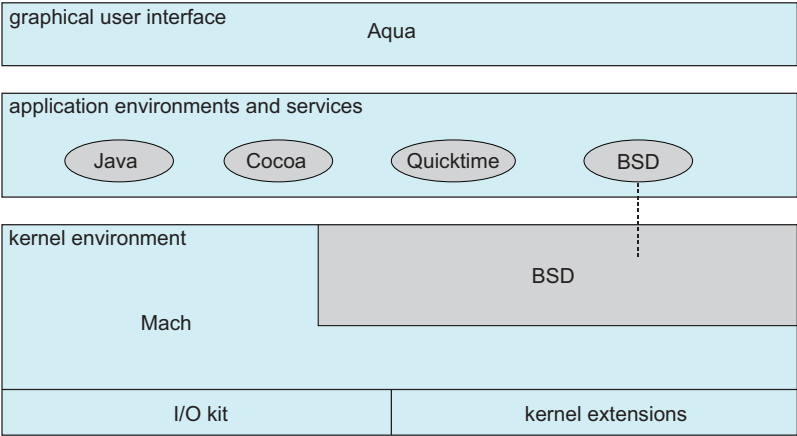 graphical user interface
Aqua
application environments and services
Java
Cocoa
Quicktime
BSD
kernel environment
BSD
Mach
I/O kit
kernel extensions